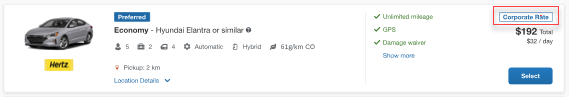 Preferred
Economy - Hyundai Elantra or similar
5 2 4 Automatic Hybrid 61g/km CO
Hertz
Pickup: 2 km
Location Details
Unlimited mileage
GPS
Damage waiver
Show more
Corporate Rate
$192 Total
$32 / day
Select